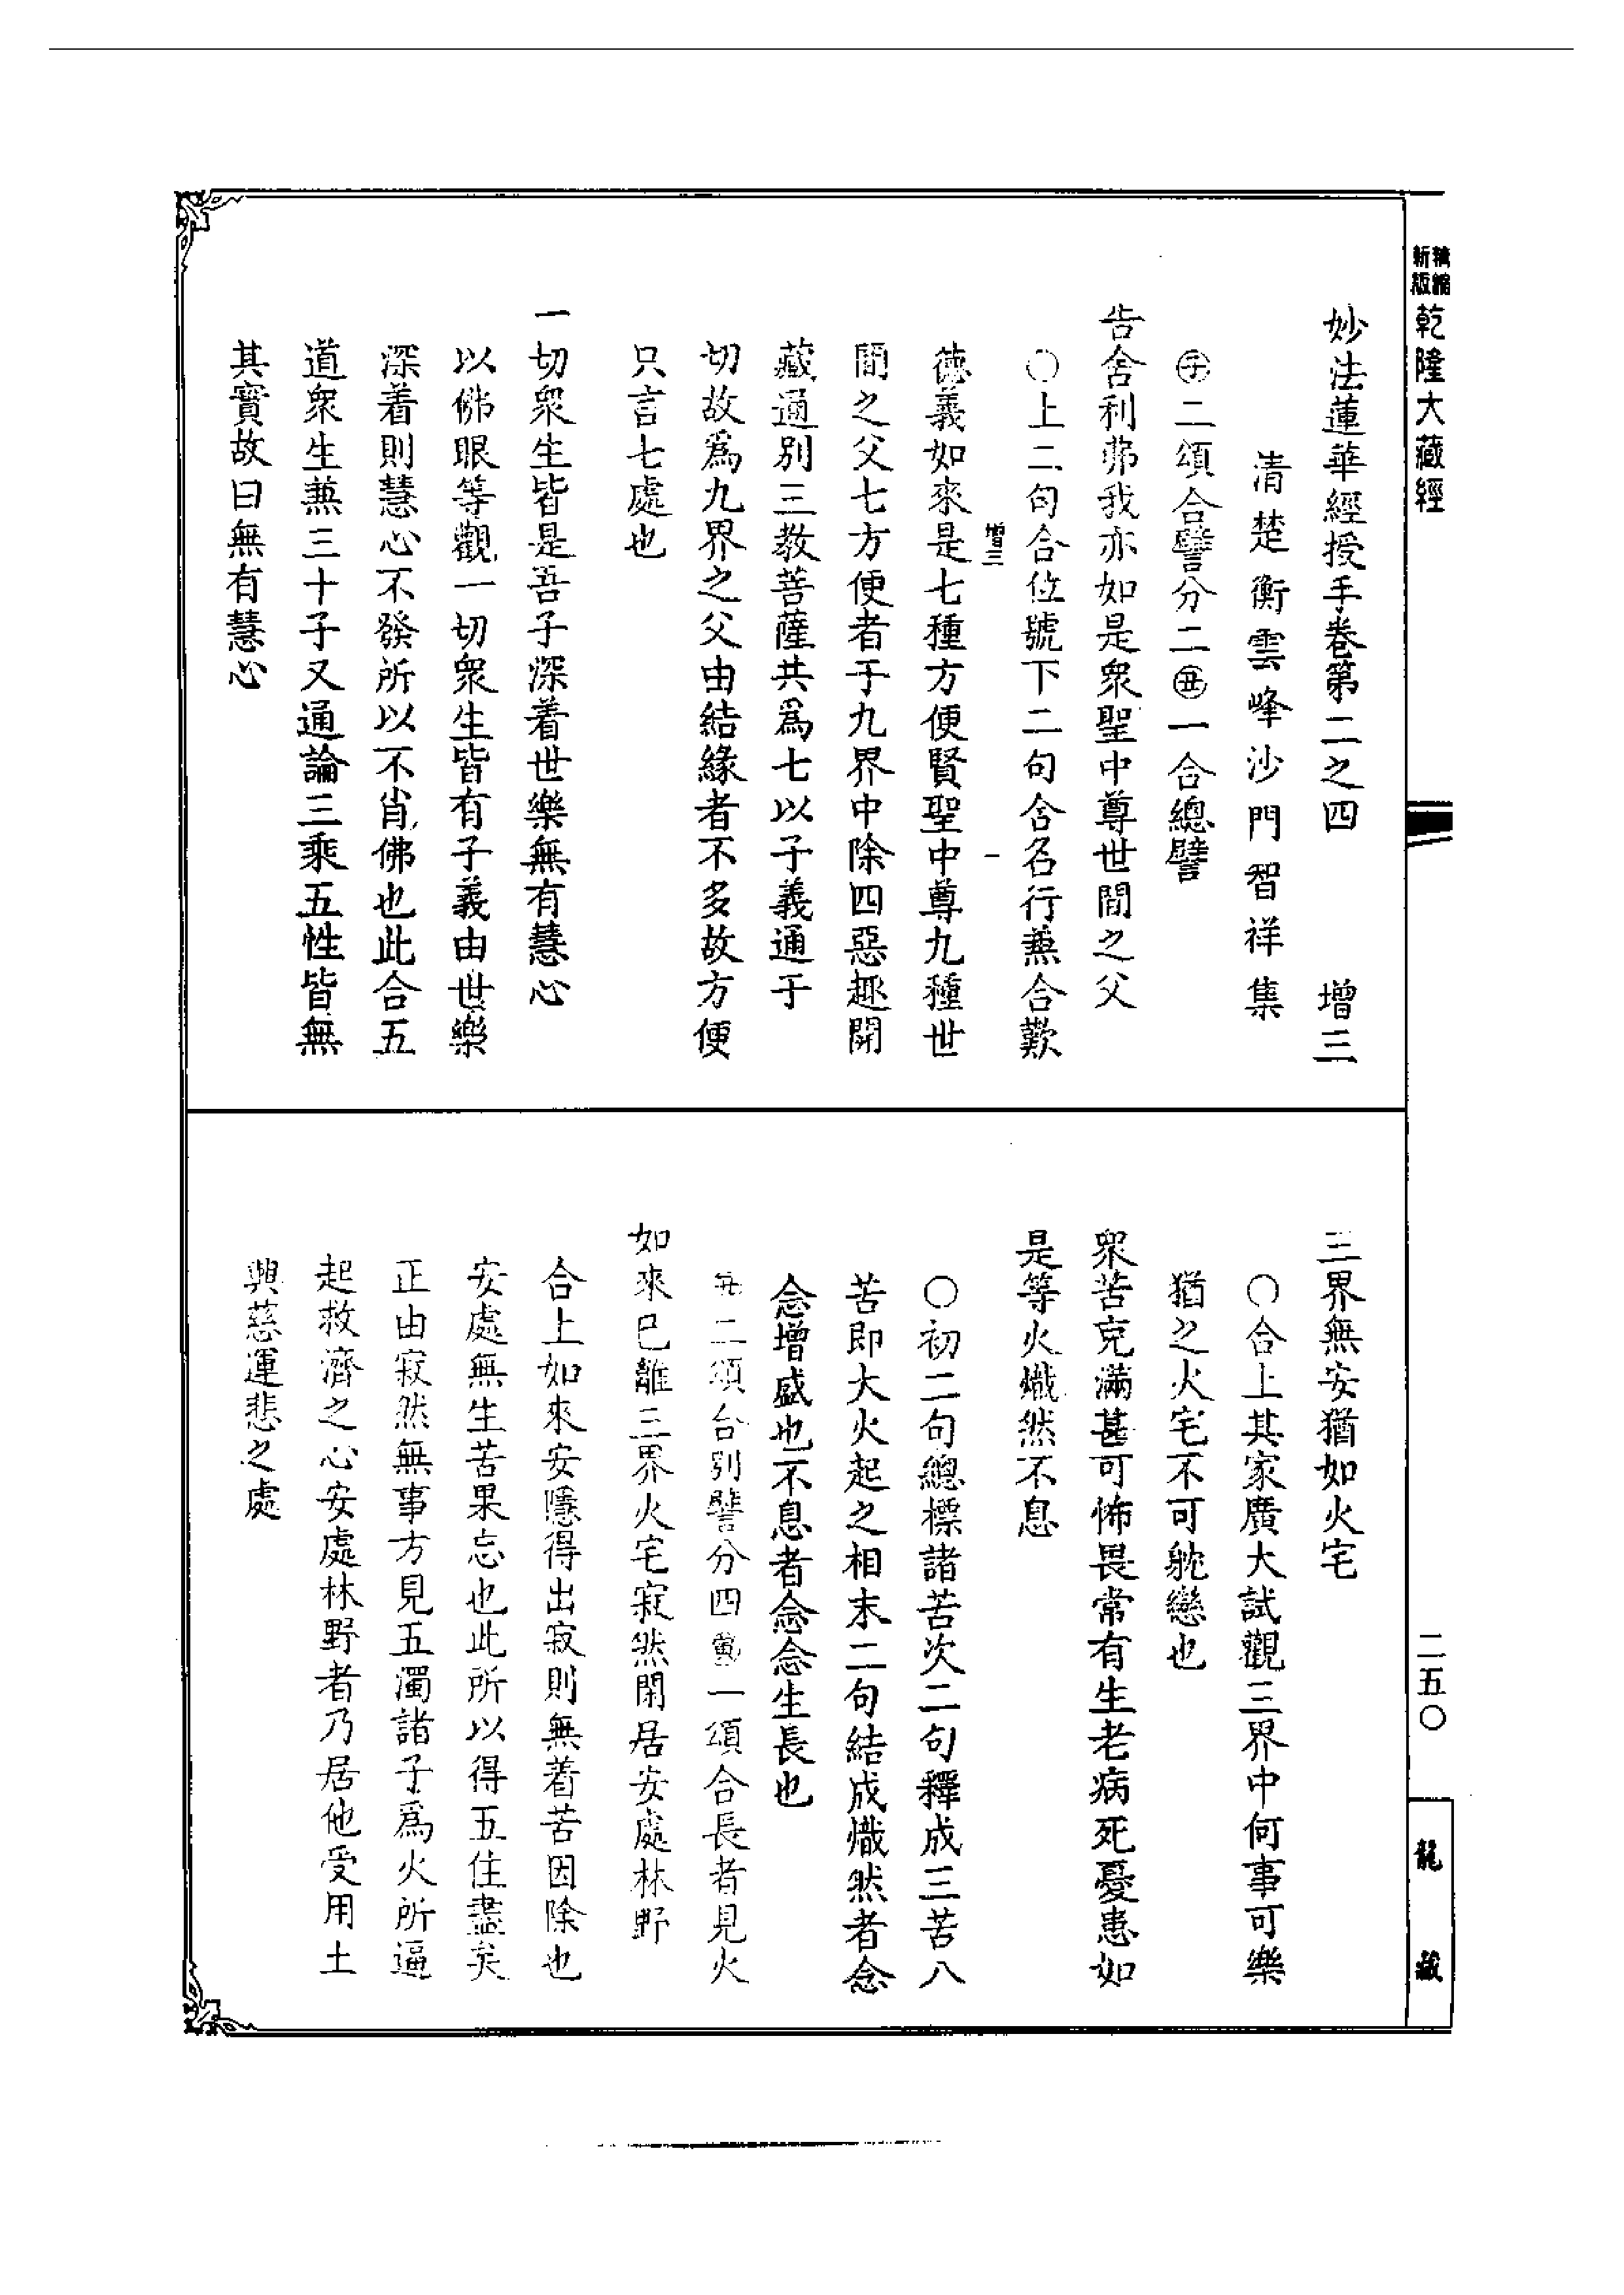 精縮新版乾隆大藏經
妙法蓮華經授手卷第二之四 增三
清楚衡雲峰沙門智祥集
㊉二頌合譬分二㊉一合總譬
告舍利弗我亦如是眾聖中尊世間之父
○上二句合位號下二句合名行兼合歎
增三 一
德義如來是七種方便賢聖中尊九種世
間之父七方便者于九界中除四惡趣開
藏通別三教菩薩共爲七以子義通于
切故爲九界之父由結緣者不多故方便
只言七處也
一切眾生皆是吾子深着世樂無有慧心
以佛眼等觀一切眾生皆有子義由世樂
深着則慧心不發所以不肖佛也此合五
道眾生兼三十子又通論三乘五性皆無
其實故曰無有慧心
三界無安猶如火宅
○合上其家廣大試觀三界中何事可樂
猶之火宅不可躭戀也
眾苦充滿甚可怖畏常有生老病死憂患如
是等火熾然不息
○初二句總標諸苦次二句釋成三苦八
苦即大火起之相末二句結成熾然者念
念增盛也不息者念念生長也
二頌合別譬分四一頌合長者見火
如來已離三界火宅寂然閑居安處林野
合上如來安隱得出寂則無着苦因除也
安處無生苦果忘也此所以得五住盡矣
正由寂然無事方見五濁諸子爲火所逼
起救濟之心安處林野者乃居他受用土
興慈運悲之處
二五〇
龍藏